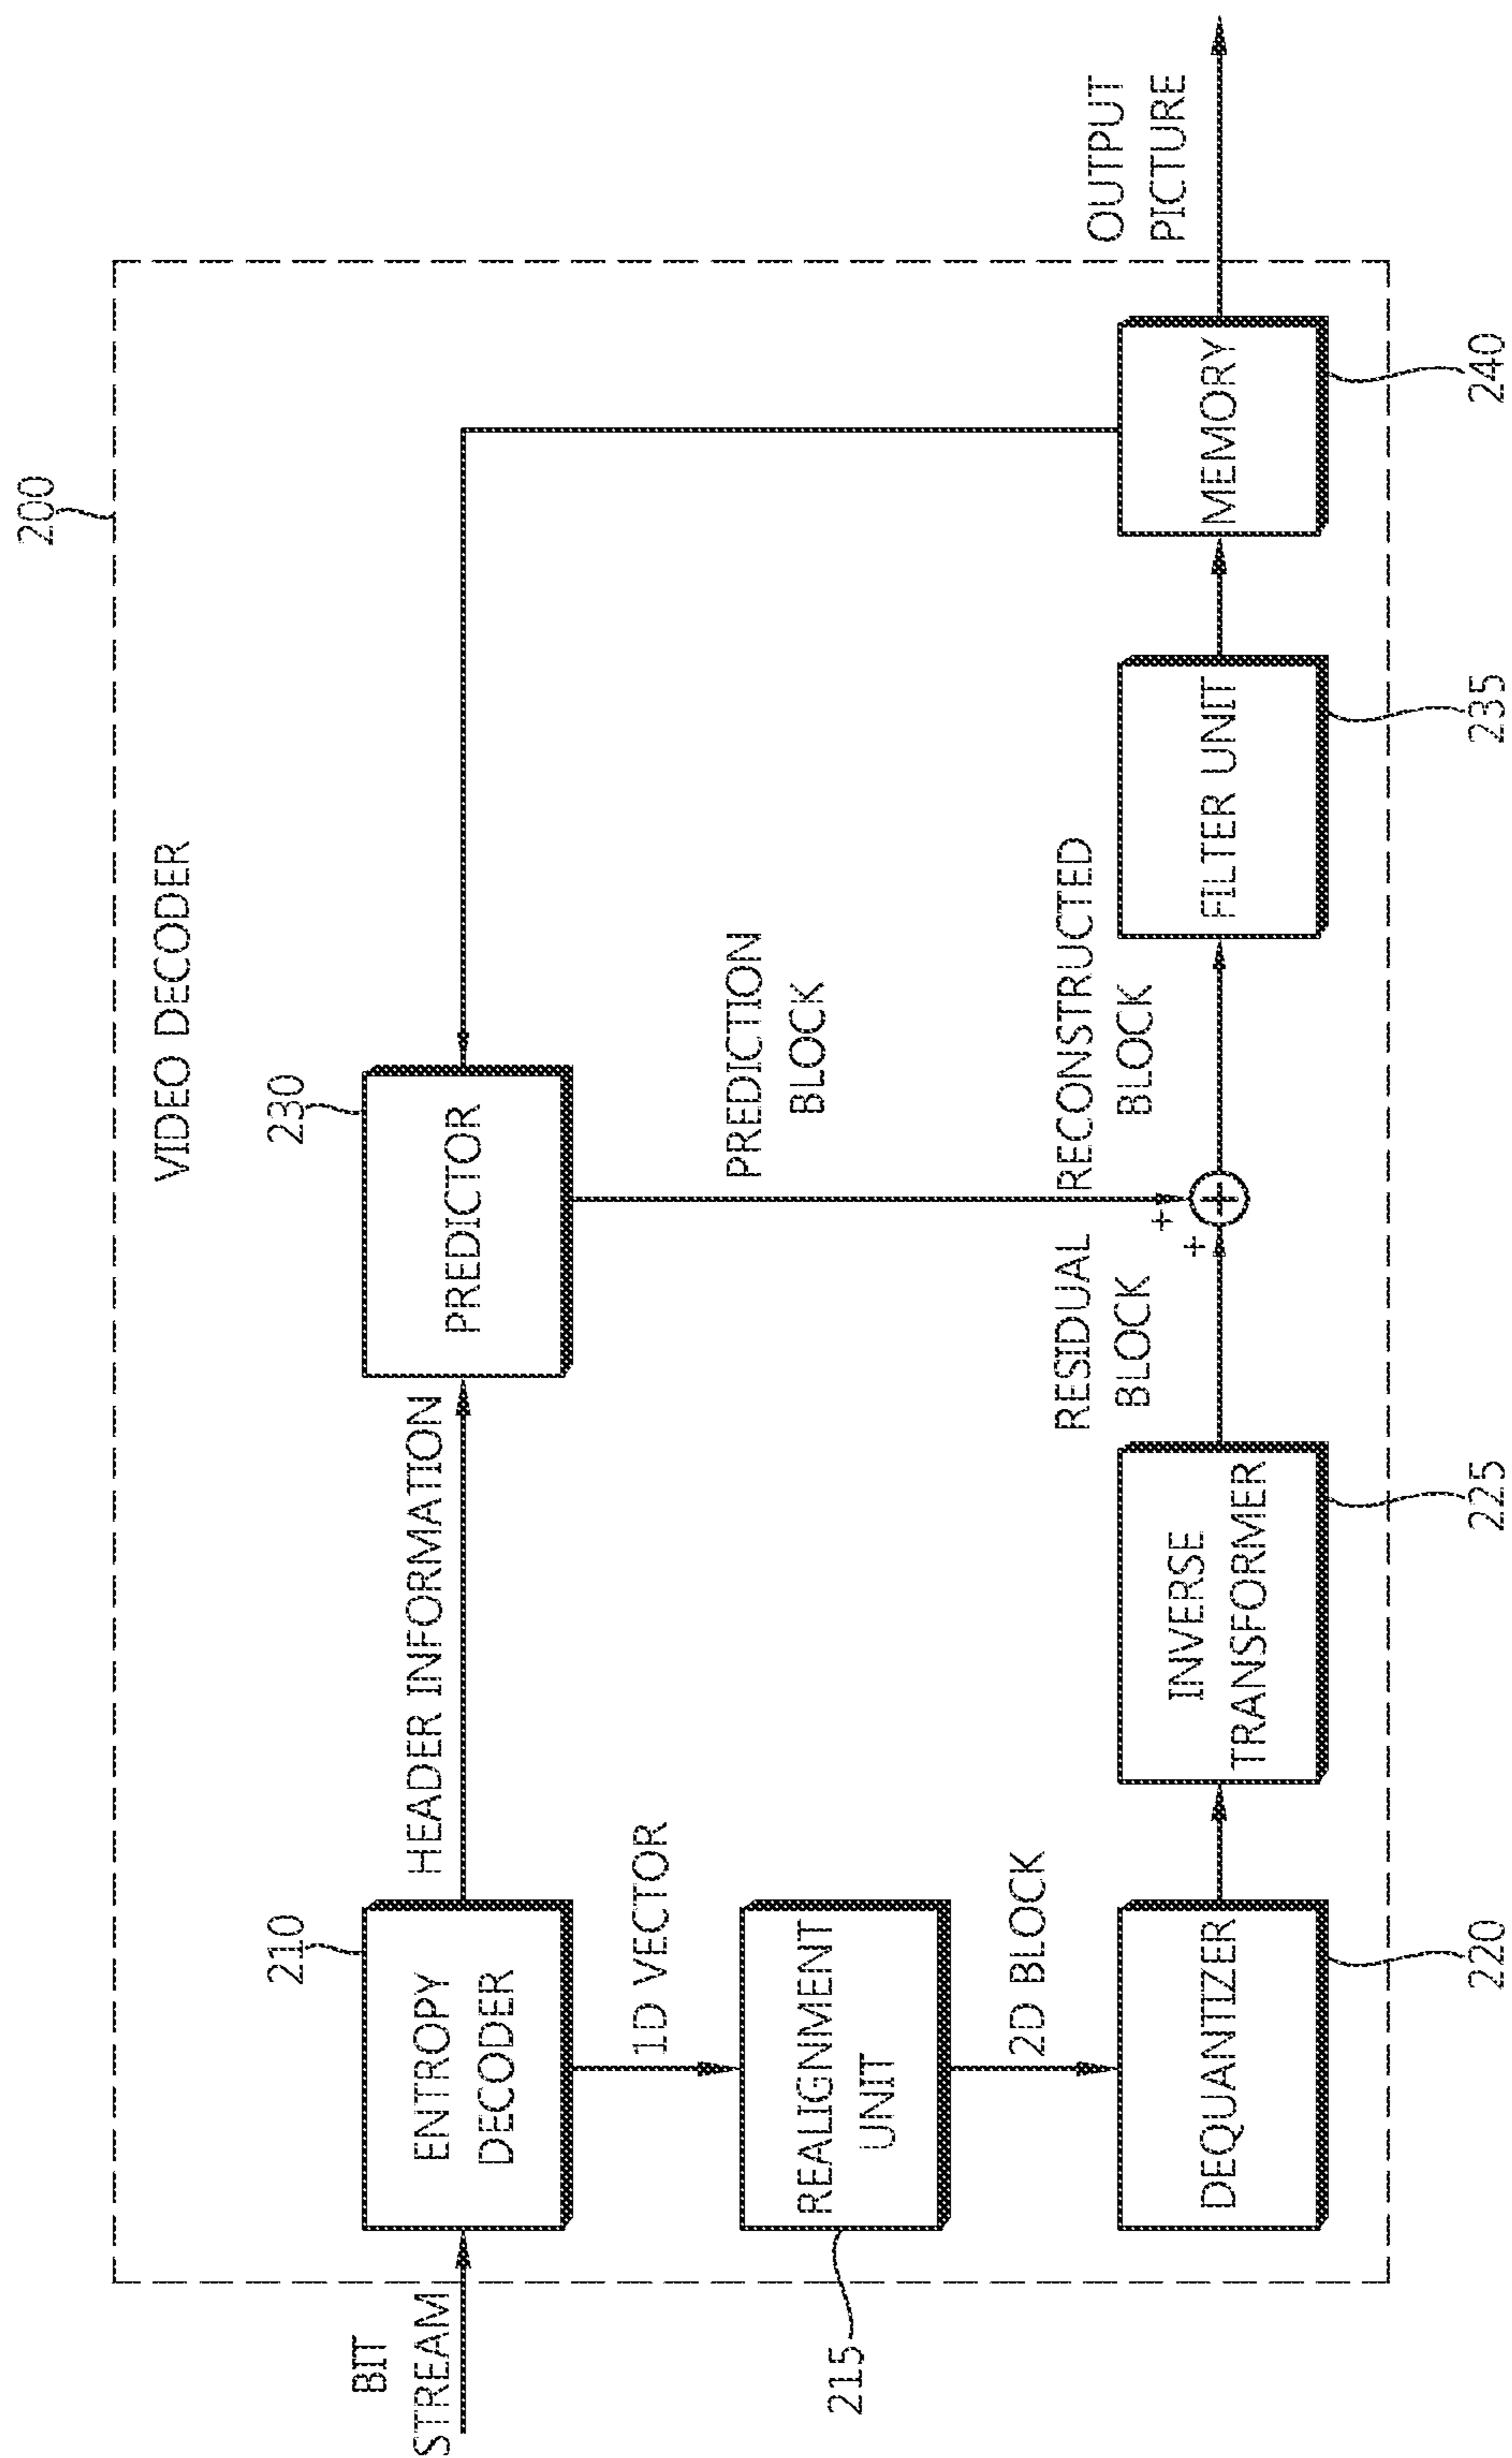 200
VIDEO DECODER
BIT
STREAM
210
ENTROPY
DECODER
HEADER INFORMATION
230
PREDICTOR
1D VECTOR
215
REALIGNMENT
UNIT
2D BLOCK
PREDICTION
BLOCK
DEQUANTIZER
220
INVERSE
TRANSFORMER
225
RESIDUAL
BLOCK
+
+
+
RECONSTRUCTED
BLOCK
FILTER UNIT
235
MEMORY
240
OUTPUT
PICTURE